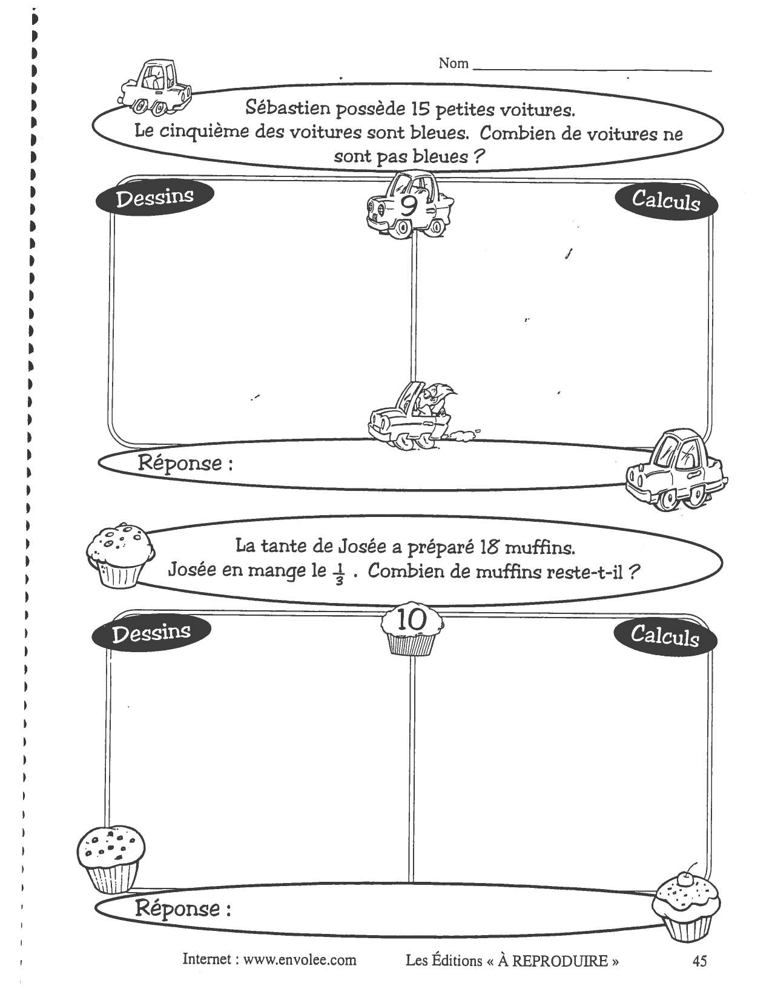 Nom
Sébastien possède 15 petites voitures.
Le cinquième des voitures sont bleues. Combien de voitures ne
sont pas bleues ?
Dessins
9
Calculs
Réponse :
La tante de Josée a préparé 18 muffins.
Josée en mange le 1/3 . Combien de muffins reste-t-il ?
Dessins
10
Calculs
Réponse :
Internet : www.envolee.com Les Éditions « À REPRODUIRE » 45